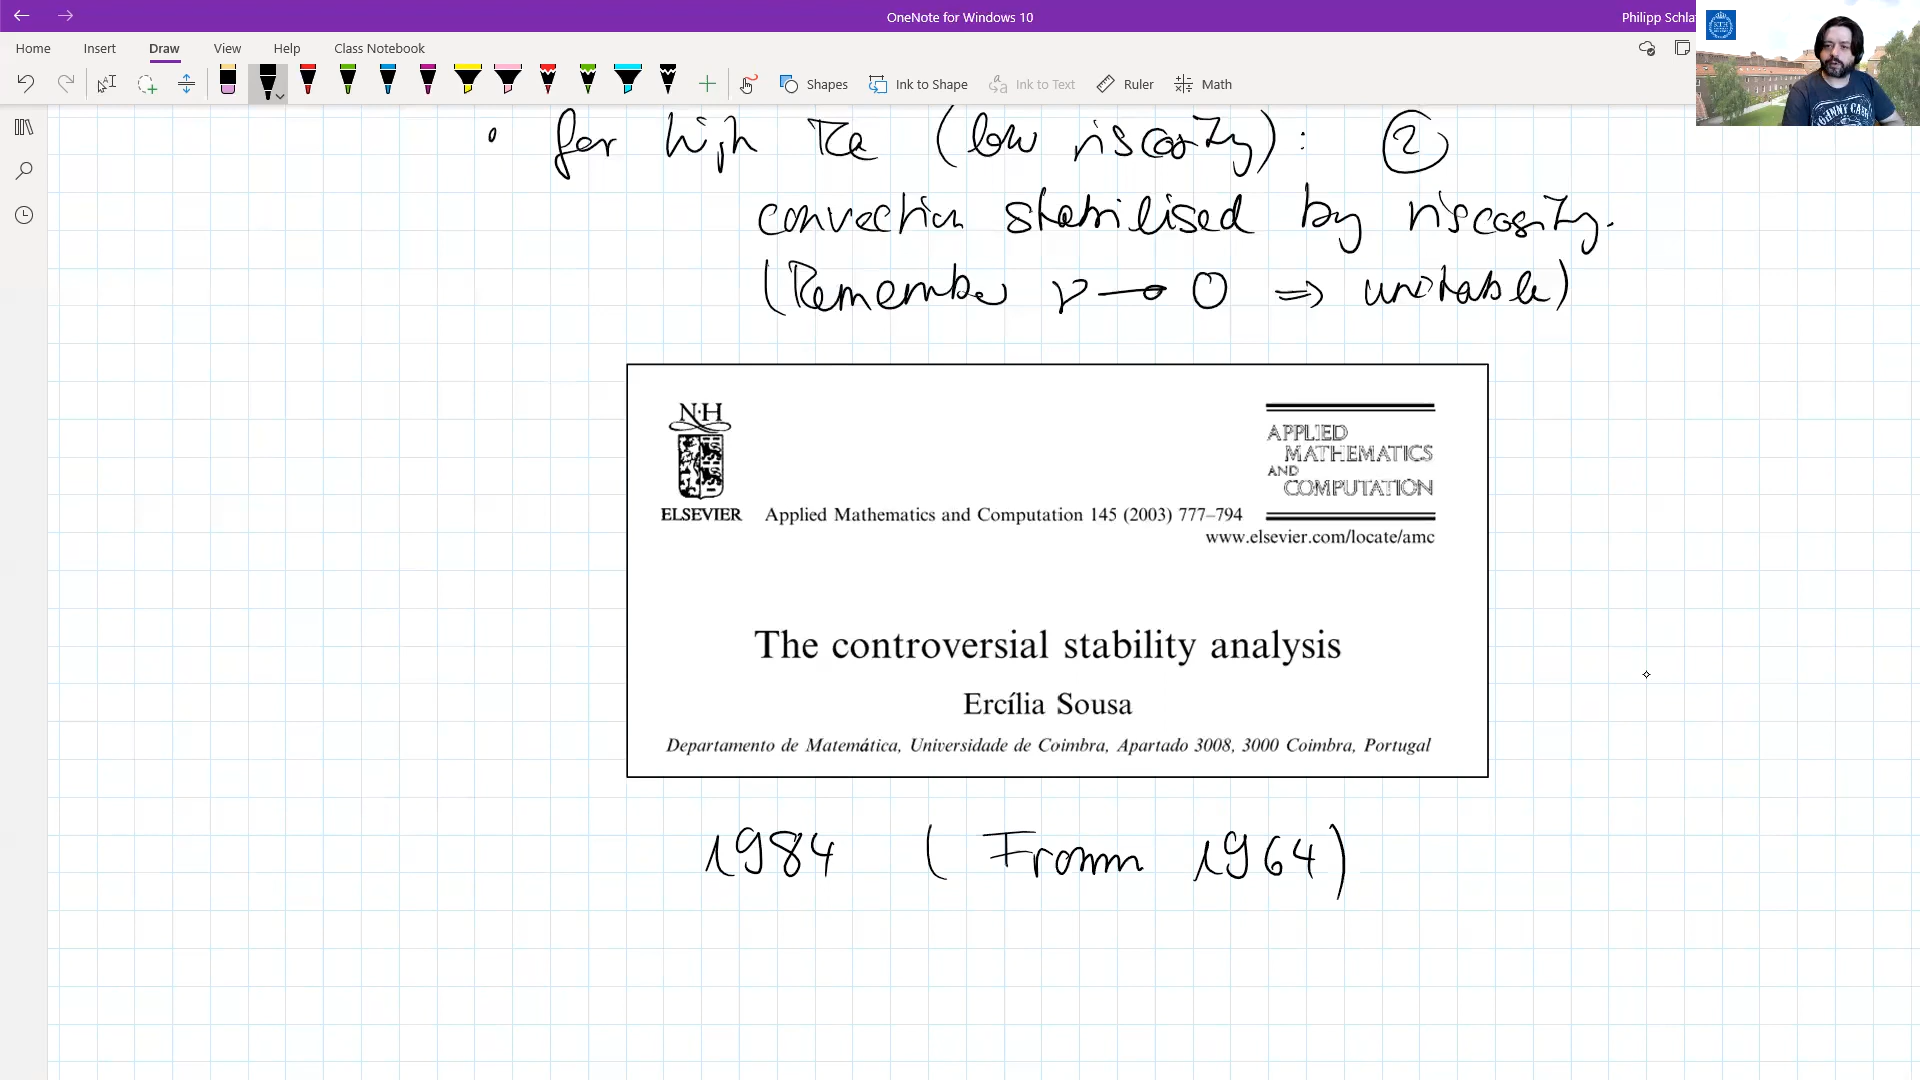 OneNote for Windows 10
Philipp Schla
Home Insert Draw View Help Class Notebook
Shapes Ink to Shape Ink to Text Ruler Math
• for high Re (low viscosity): ②
convection stabilised by viscosity.
(Remember ν → 0 ⇒ unstable)
N·H
ELSEVIER
APPLIED
MATHEMATICS
AND
COMPUTATION
Applied Mathematics and Computation 145 (2003) 777–794
www.elsevier.com/locate/amc
The controversial stability analysis
Ercília Sousa
Departamento de Matemática, Universidade de Coimbra, Apartado 3008, 3000 Coimbra, Portugal
1984 (Fromm 1964)